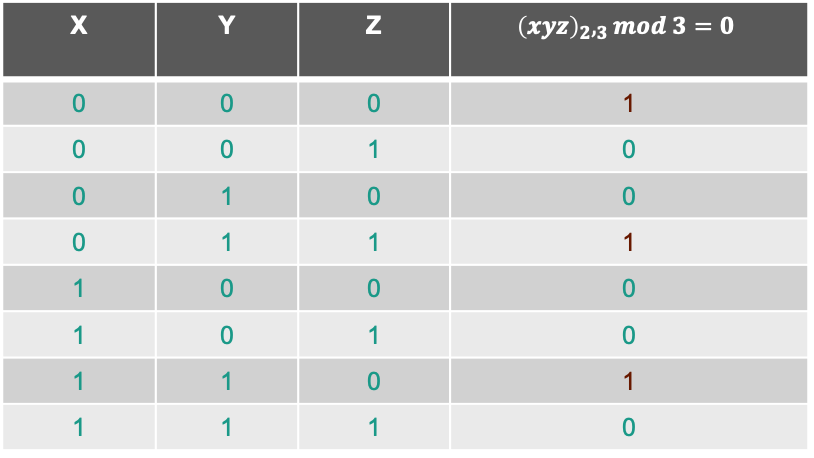 X Y Z (xyz)₂,₃ mod 3 = 0
0 0 0 1
0 0 1 0
0 1 0 0
0 1 1 1
1 0 0 0
1 0 1 0
1 1 0 1
1 1 1 0